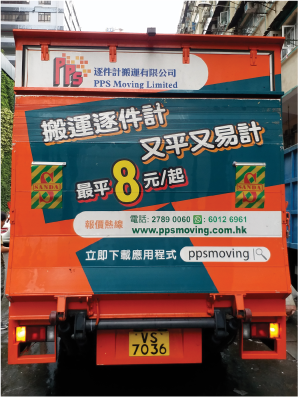 PPS 逐件計搬運有限公司
PPS Moving Limited
搬運逐件計
又平又易計
最平8元/起
SANDA
SANDA
報價熱線
電話: 2789 0060 : 6012 6961
www.ppsmoving.com.hk
立即下載應用程式 ppsmoving
VS
7036